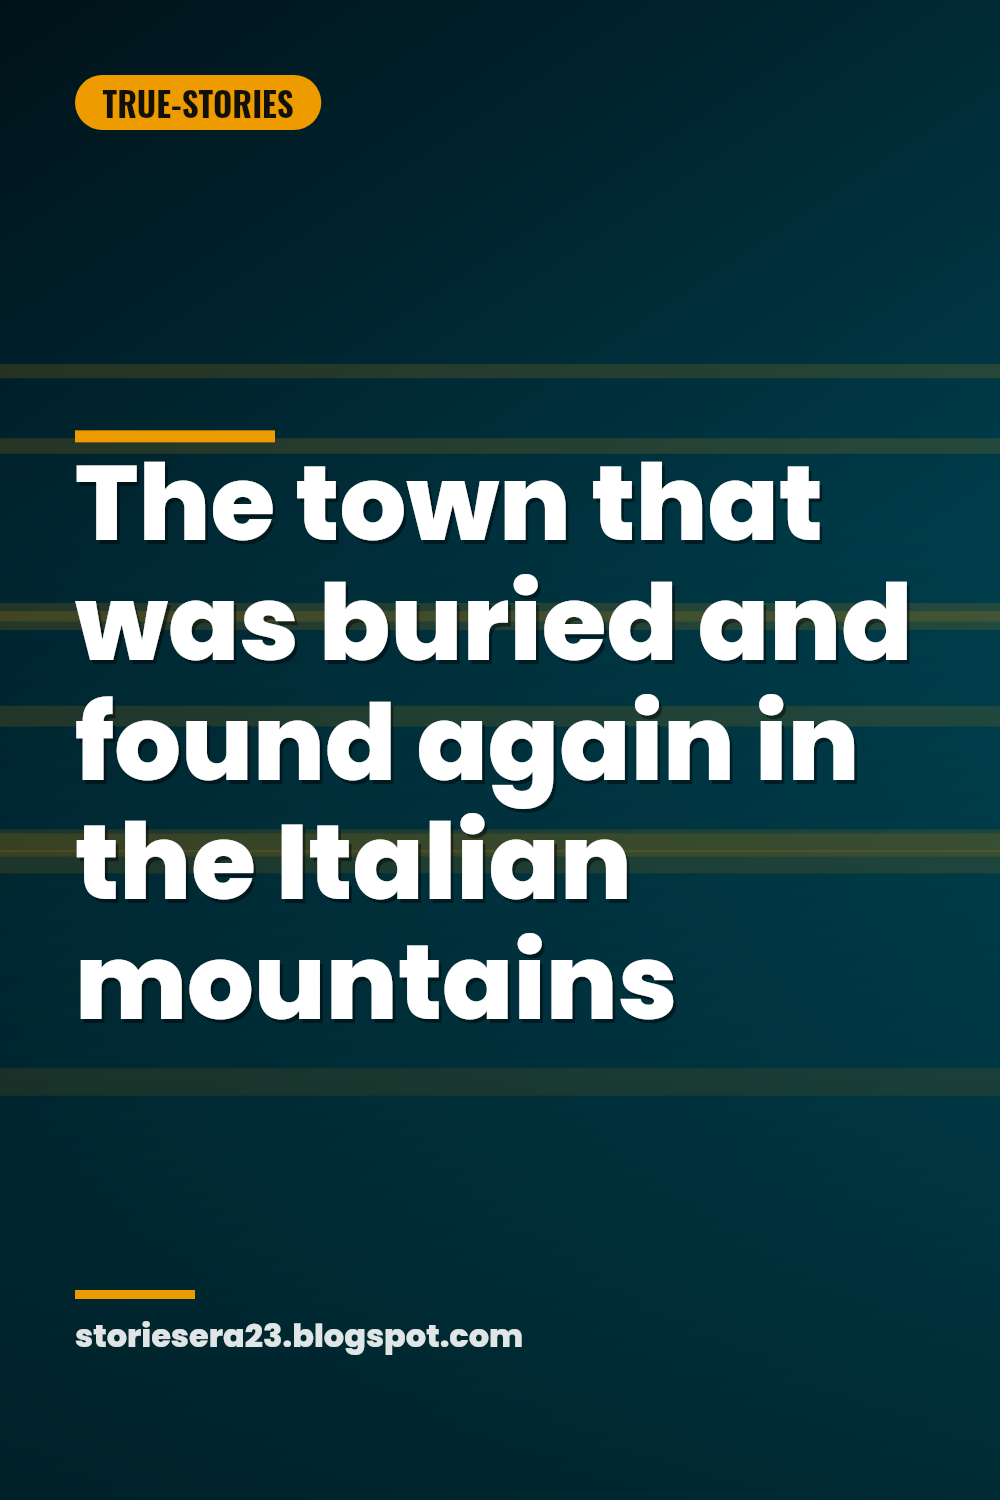 TRUE-STORIES
The town that
was buried and
found again in
the Italian
mountains
storiesera23.blogspot.com